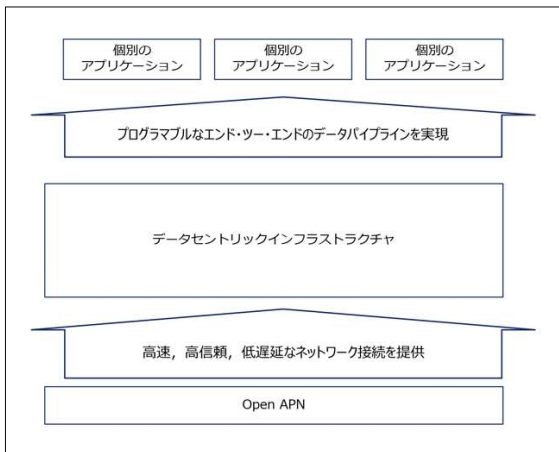 個別の
アプリケーション
個別の
アプリケーション
個別の
アプリケーション
プログラマブルなエンド・ツー・エンドのデータパイプラインを実現
データセントリックインフラストラクチャ
高速，高信頼，低遅延なネットワーク接続を提供
Open APN